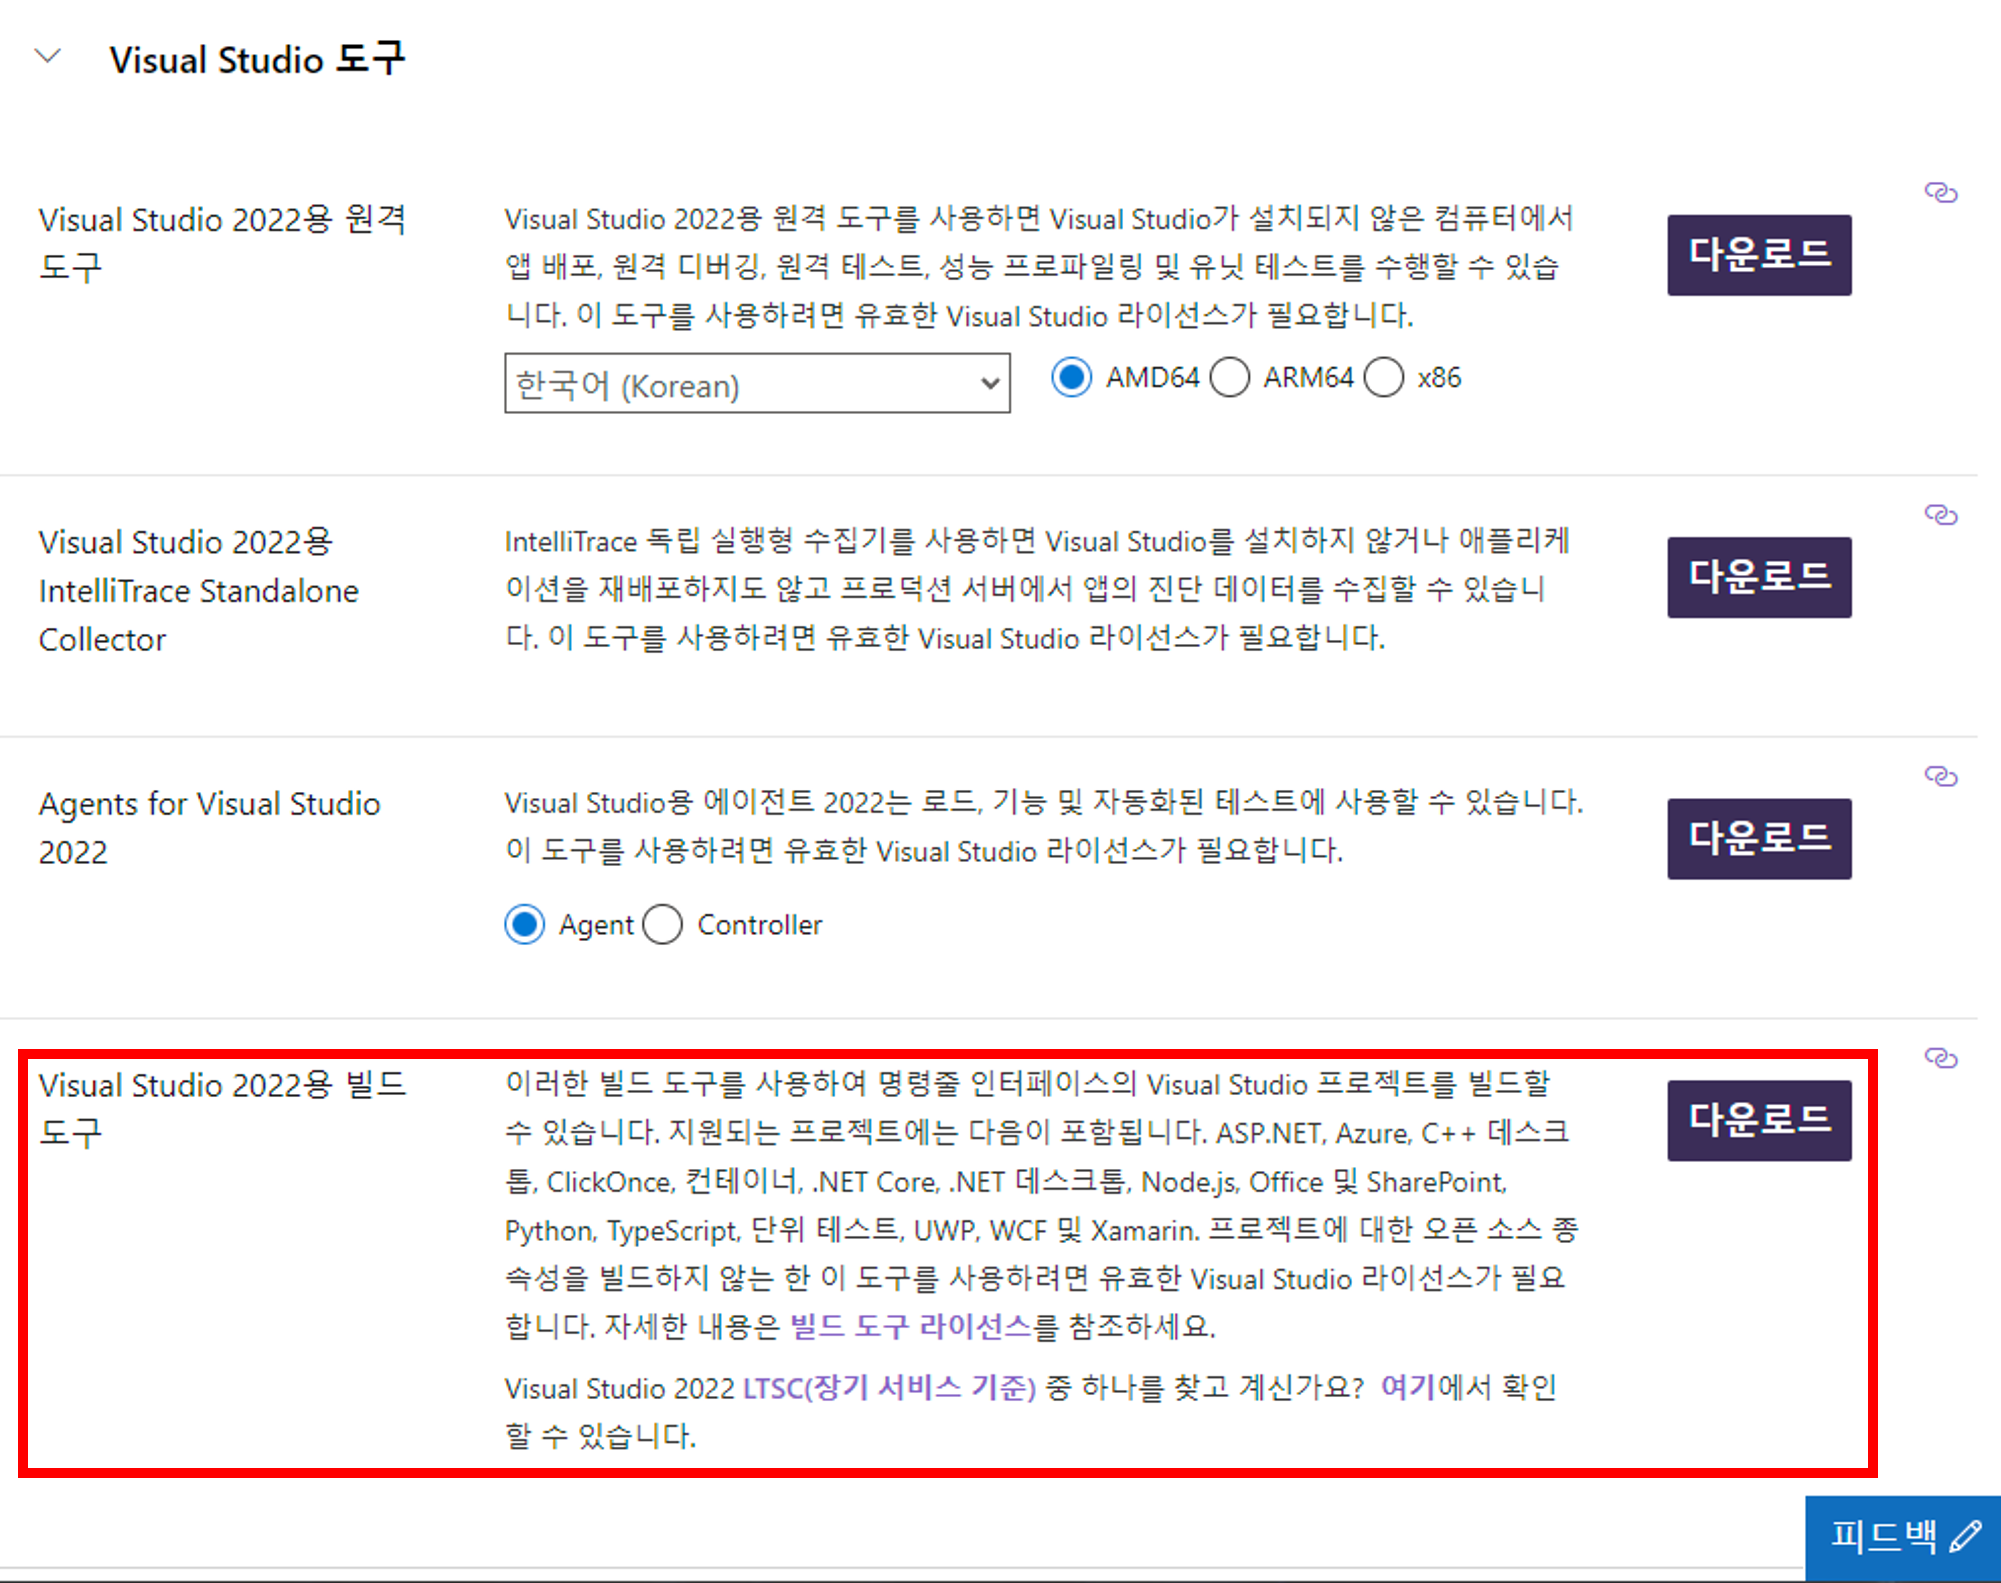 Visual Studio 도구
Visual Studio 2022용 원격
도구
Visual Studio 2022용 원격 도구를 사용하면 Visual Studio가 설치되지 않은 컴퓨터에서
앱 배포, 원격 디버깅, 원격 테스트, 성능 프로파일링 및 유닛 테스트를 수행할 수 있습
니다. 이 도구를 사용하려면 유효한 Visual Studio 라이선스가 필요합니다.
한국어 (Korean)
AMD64 ARM64 x86
다운로드
Visual Studio 2022용
IntelliTrace Standalone
Collector
IntelliTrace 독립 실행형 수집기를 사용하면 Visual Studio를 설치하지 않거나 애플리케
이션을 재배포하지도 않고 프로덕션 서버에서 앱의 진단 데이터를 수집할 수 있습니
다. 이 도구를 사용하려면 유효한 Visual Studio 라이선스가 필요합니다.
다운로드
Agents for Visual Studio
2022
Visual Studio용 에이전트 2022는 로드, 기능 및 자동화된 테스트에 사용할 수 있습니다.
이 도구를 사용하려면 유효한 Visual Studio 라이선스가 필요합니다.
Agent Controller
다운로드
Visual Studio 2022용 빌드
도구
이러한 빌드 도구를 사용하여 명령줄 인터페이스의 Visual Studio 프로젝트를 빌드할
수 있습니다. 지원되는 프로젝트에는 다음이 포함됩니다. ASP.NET, Azure, C++ 데스크
톱, ClickOnce, 컨테이너, .NET Core, .NET 데스크톱, Node.js, Office 및 SharePoint,
Python, TypeScript, 단위 테스트, UWP, WCF 및 Xamarin. 프로젝트에 대한 오픈 소스 종
속성을 빌드하지 않는 한 이 도구를 사용하려면 유효한 Visual Studio 라이선스가 필요
합니다. 자세한 내용은 빌드 도구 라이선스를 참조하세요.
Visual Studio 2022 LTSC(장기 서비스 기준) 중 하나를 찾고 계신가요? 여기에서 확인
할 수 있습니다.
다운로드
피드백